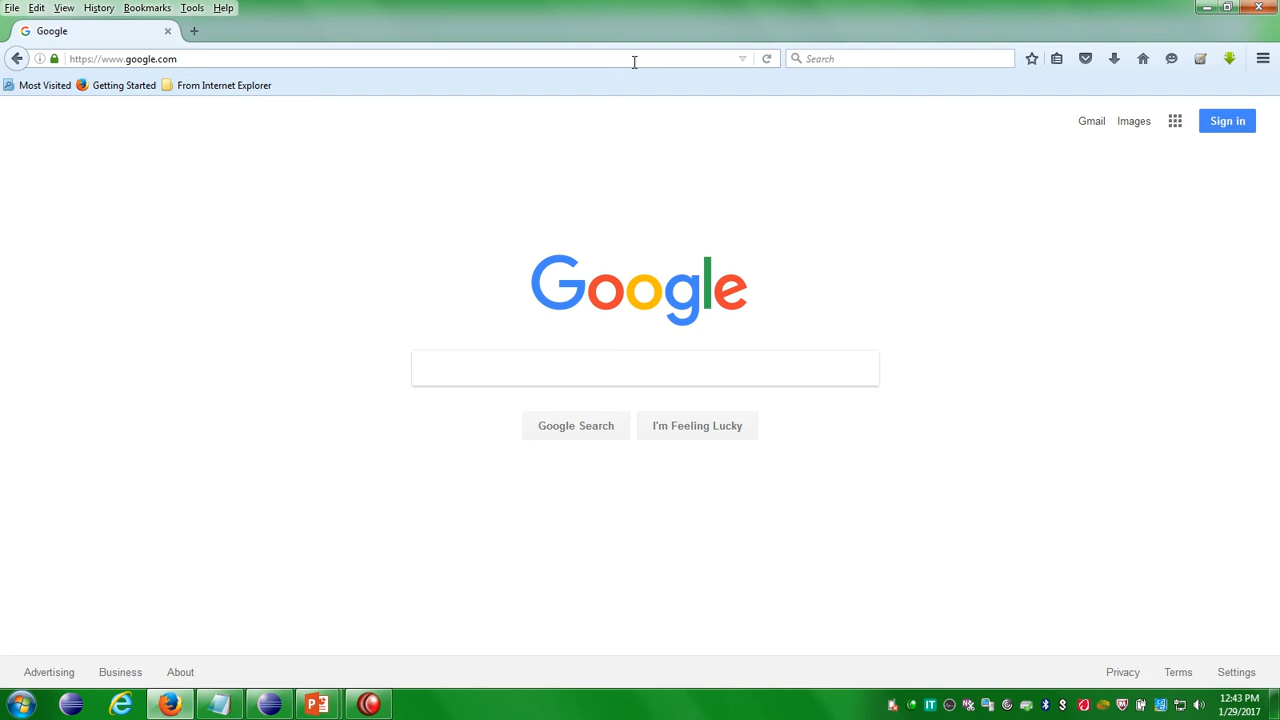 File Edit View History Bookmarks Tools Help
Google
https://www.google.com
Search
Most Visited Getting Started From Internet Explorer
Gmail Images Sign in
Google
Google Search I'm Feeling Lucky
Advertising Business About Privacy Terms Settings
12:43 PM
1/29/2017